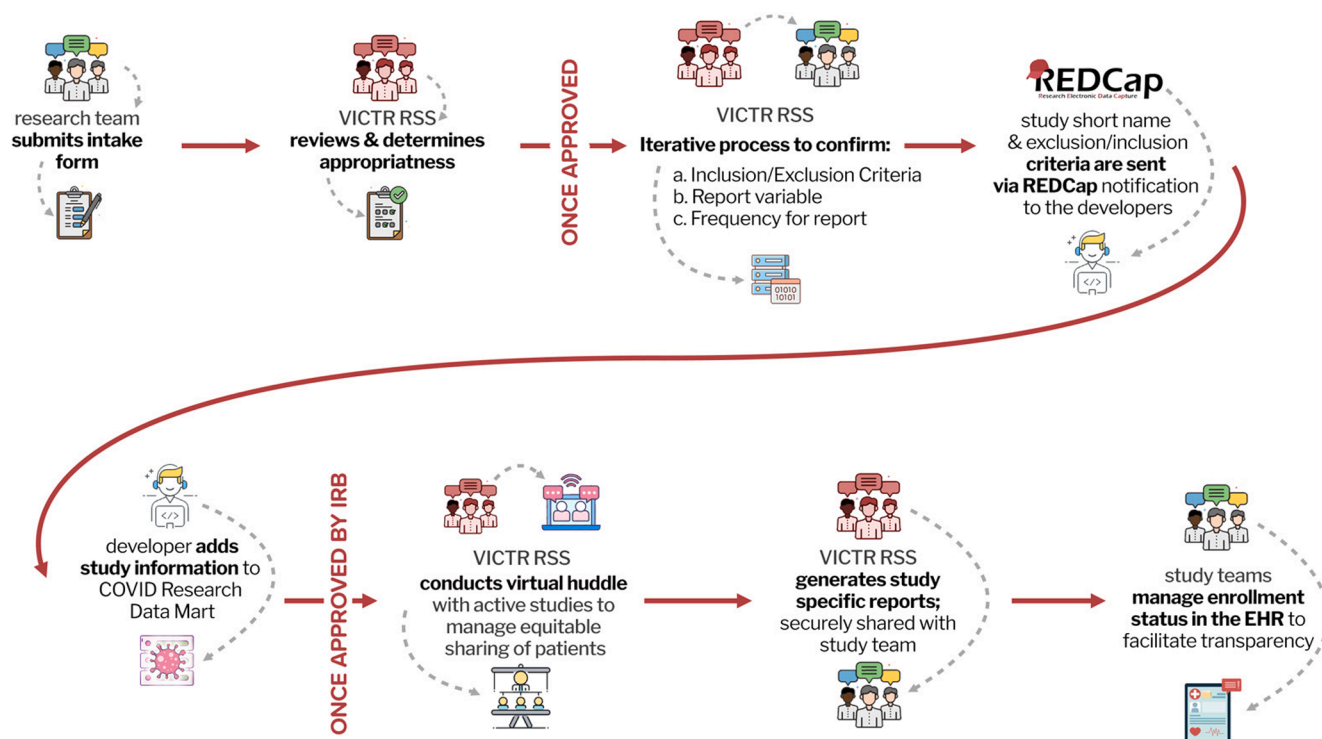 research team
submits intake
form
VICTR RSS
reviews & determines
appropriatness
ONCE APPROVED
VICTR RSS
Iterative process to confirm:
a. Inclusion/Exclusion Criteria
b. Report variable
c. Frequency for report
01010
10101
REDCap
Research Electronic Data Capture
study short name
& exclusion/inclusion
criteria are sent
via REDCap notification
to the developers
</>
</>
developer adds
study information to
COVID Research
Data Mart
ONCE APPROVED BY IRB
VICTR RSS
conducts virtual huddle
with active studies to
manage equitable
sharing of patients
VICTR RSS
generates study
specific reports;
securely shared with
study team
study teams
manage enrollment
status in the EHR to
facilitate transparency